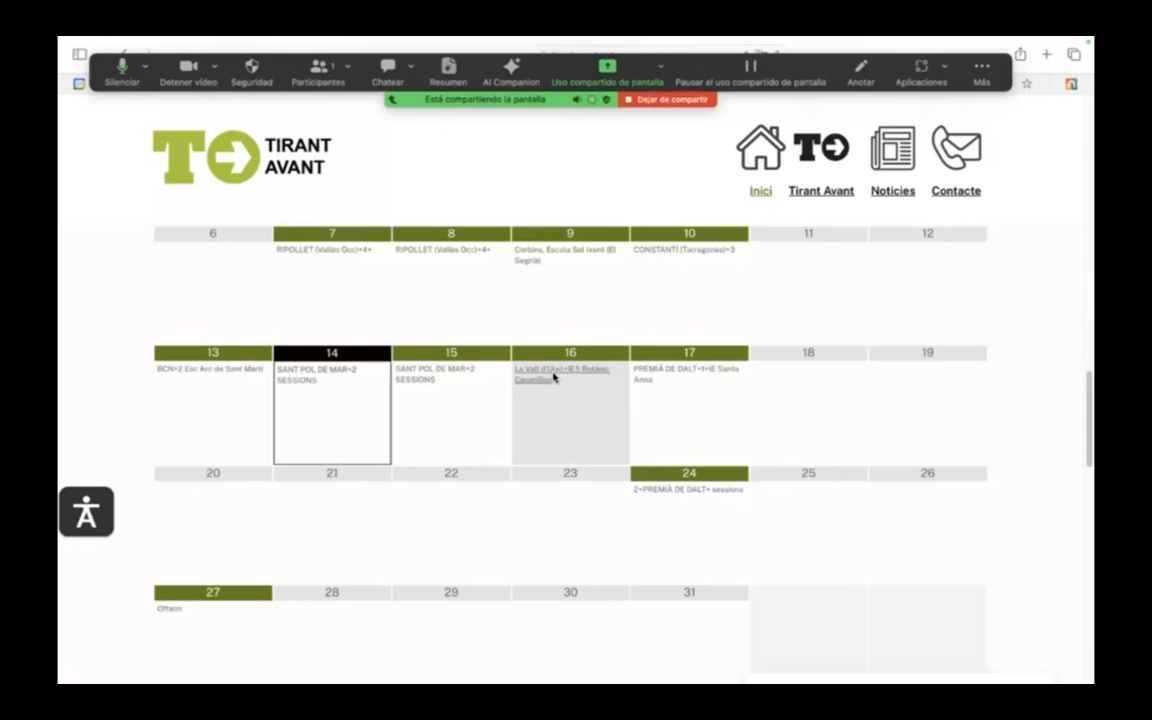 Silenciar
Detener vídeo
Seguridad
Participantes
1
Chatear
Resumen
AI Companion
Uso compartido de pantalla
Pausar el uso compartido de pantalla
Anotar
Aplicaciones
Más
Está compartiendo la pantalla
Dejar de compartir
TO TIRANT
AVANT
TO
Inici
Tirant Avant
Noticies
Contacte
6 7 8 9 10 11 12
RIPOLLET (Vallès Occ)+4+
RIPOLLET (Vallès Occ)+4+
Corbins, Escola Sol Ixent (El
Segrià)
CONSTANTÍ (Tarragonès)+3
13 14 15 16 17 18 19
BCN+2 Esc Arc de Sant Martí
SANT POL DE MAR+2
SESSIONS
SANT POL DE MAR+2
SESSIONS
La Vall d'Uixó+IES Botànic
Cavanilles
PREMIÀ DE DALT+1+IE Santa
Anna
20 21 22 23 24 25 26
2+PREMIÀ DE DALT+ sessions
27 28 29 30 31
Oftalm